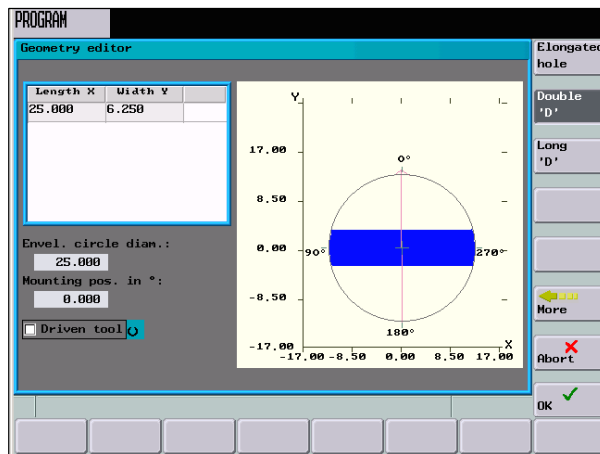 PROGRAM
Geometry editor
Elongated
hole
Double
'D'
Long
'D'
More
Abort
OK
Length X Width Y
25.000 6.250
Envel. circle diam.:
25.000
Mounting pos. in °:
0.000
Driven tool
Y
17.00
8.50
0.00
-8.50
-17.00
0°
90°
270°
180°
X
-17.00 -8.50 0.00 8.50 17.00